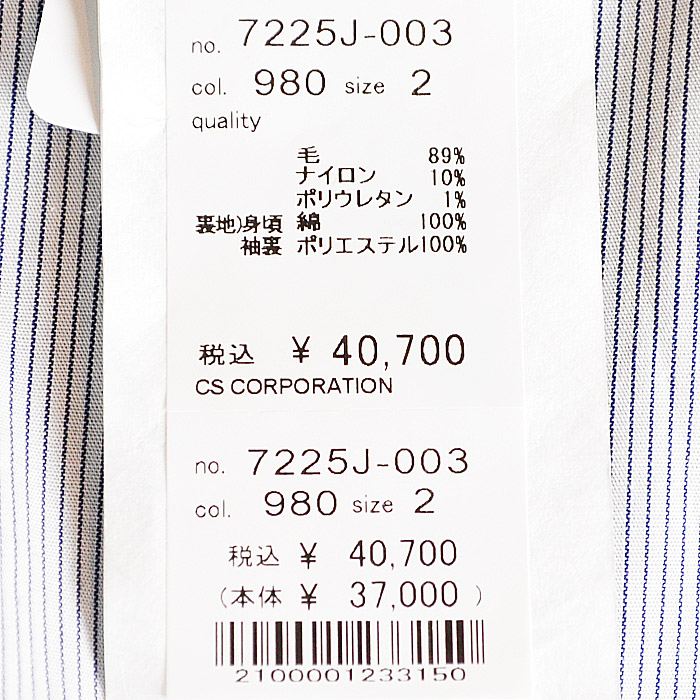 no. 7225J-003
col. 980 size 2
quality
毛 89%
ナイロン 10%
ポリウレタン 1%
裏地)身頃 綿 100%
袖裏 ポリエステル100%
税込 ¥ 40,700
CS CORPORATION
no. 7225J-003
col. 980 size 2
税込 ¥ 40,700
(本体 ¥ 37,000 )
2100001233150